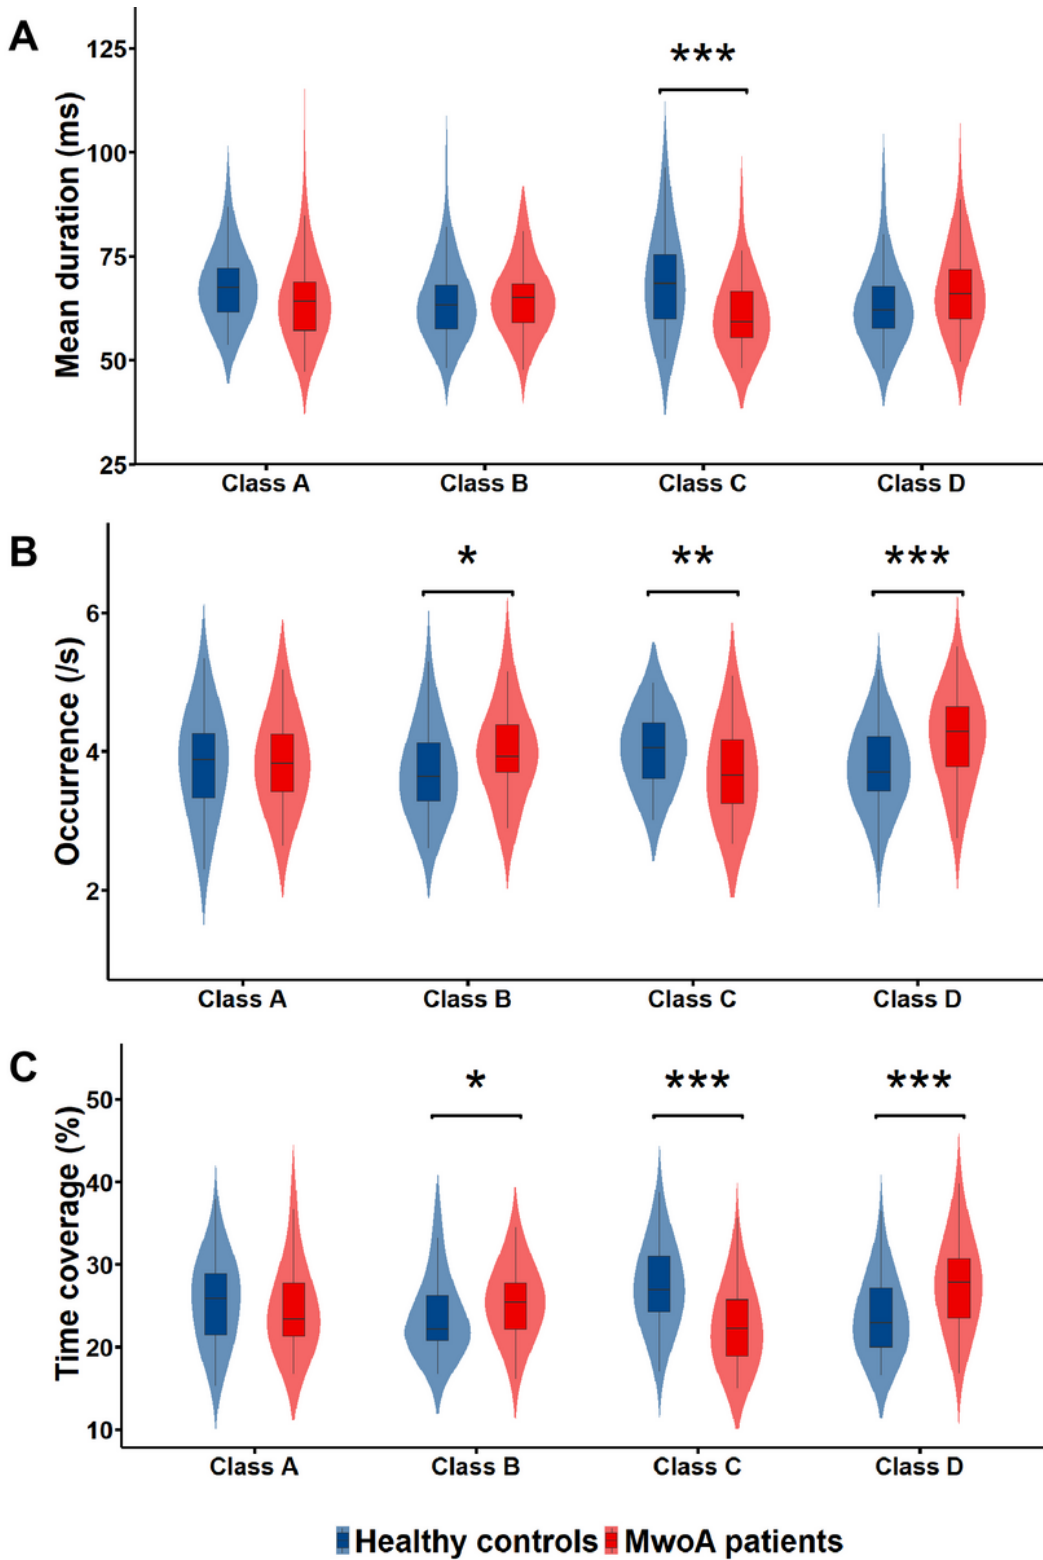 A
Mean duration (ms)
125
100
75
50
25
***
Class A
Class B
Class C
Class D
B
Occurrence (/s)
6
4
2
*
**
***
Class A
Class B
Class C
Class D
C
Time coverage (%)
50
40
30
20
10
*
***
***
Class A
Class B
Class C
Class D
Healthy controls MwoA patients